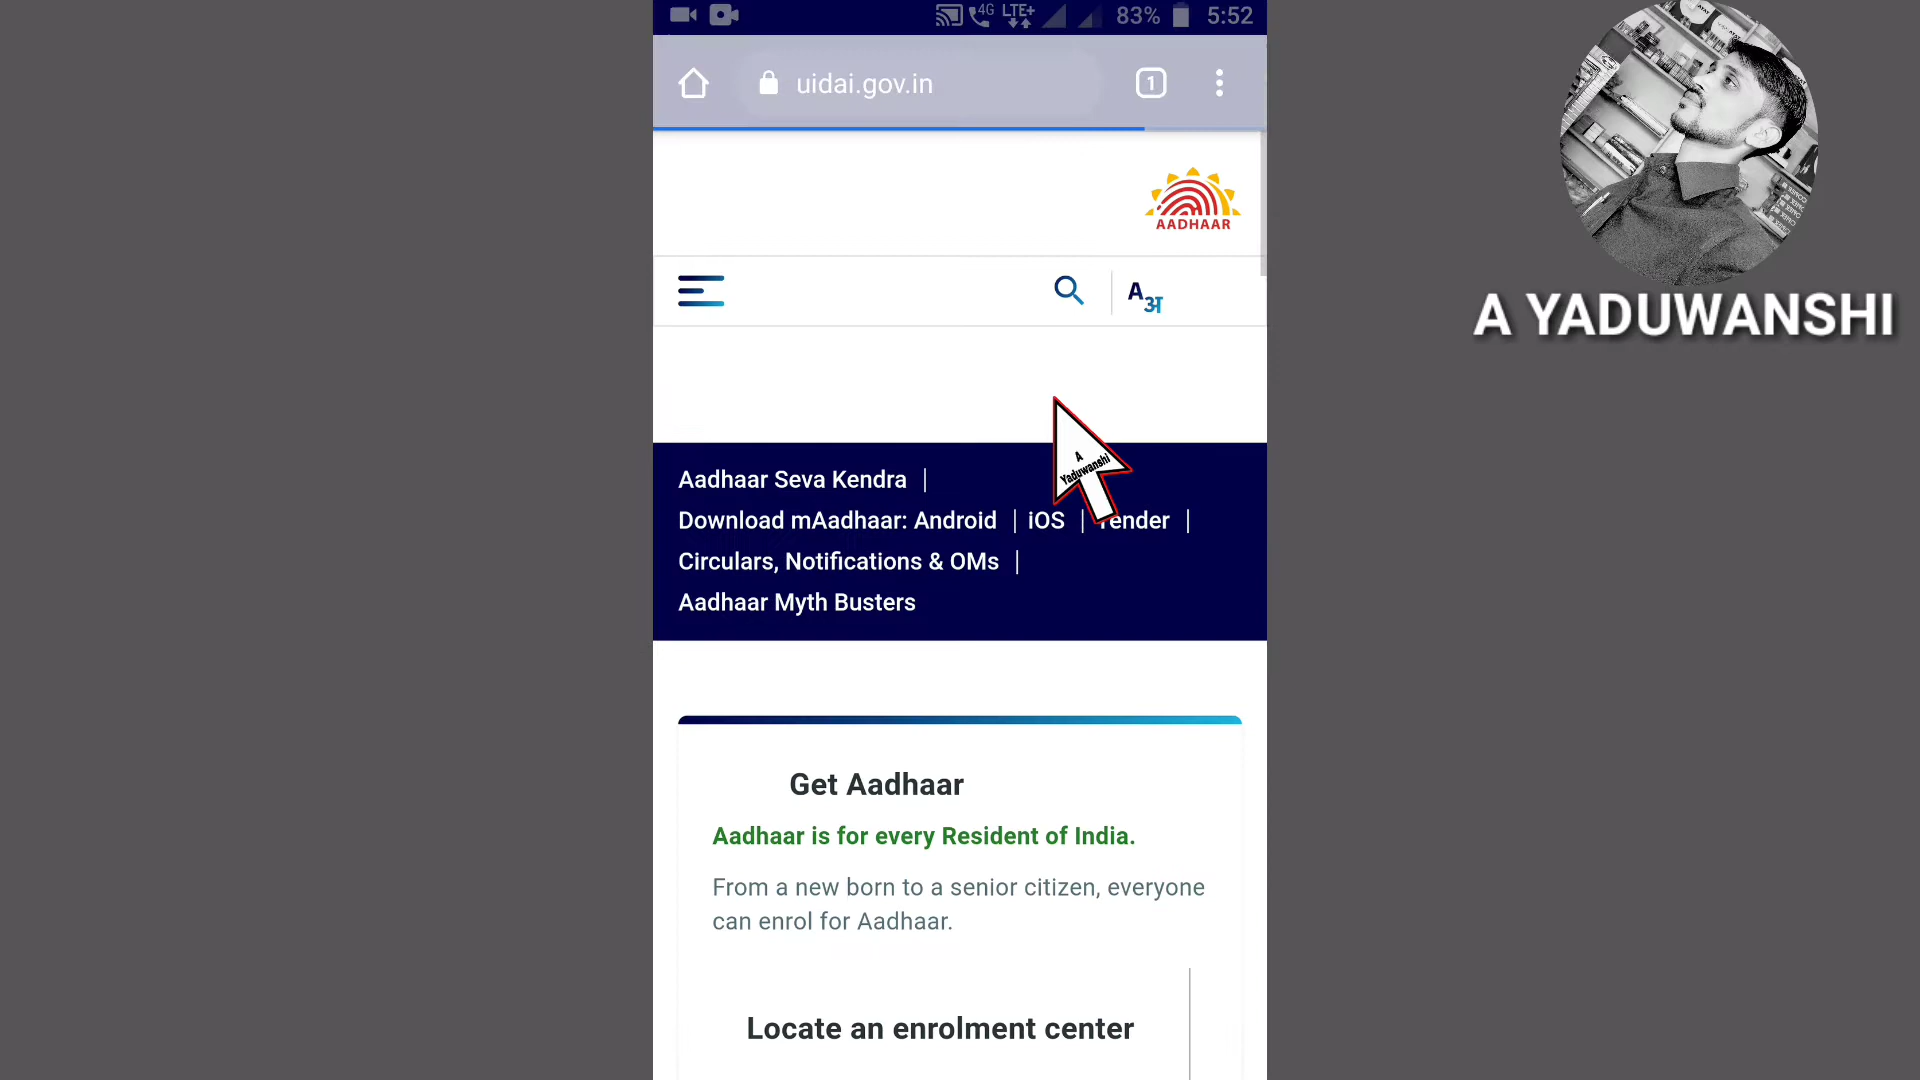 4G LTE+ 83% 5:52
uidai.gov.in 1
AADHAAR
A अ
Aadhaar Seva Kendra |
Download mAadhaar: Android | iOS | Tender |
Circulars, Notifications & OMs |
Aadhaar Myth Busters
A
Yaduwanshi
Get Aadhaar
Aadhaar is for every Resident of India.
From a new born to a senior citizen, everyone
can enrol for Aadhaar.
Locate an enrolment center
A YADUWANSHI